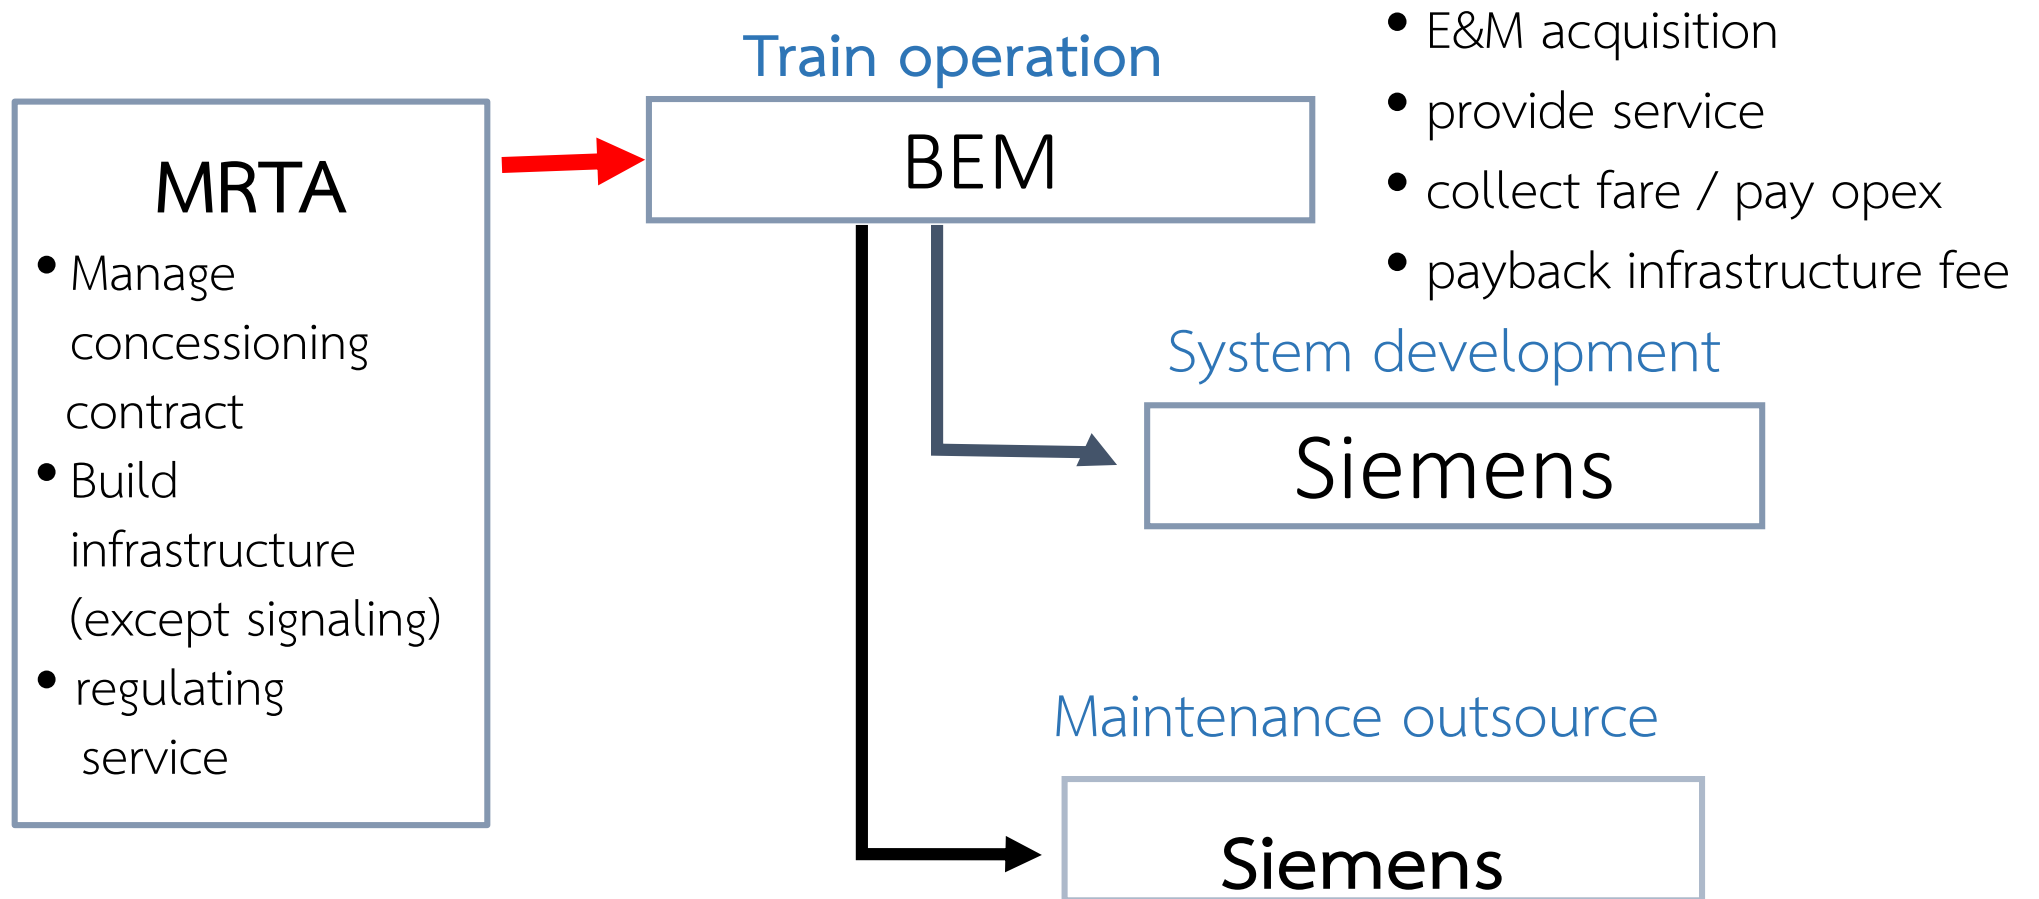 MRTA
• Manage
concessioning
contract
• Build
infrastructure
(except signaling)
• regulating
service
Train operation
BEM
• E&M acquisition
• provide service
• collect fare / pay opex
• payback infrastructure fee
System development
Siemens
Maintenance outsource
Siemens